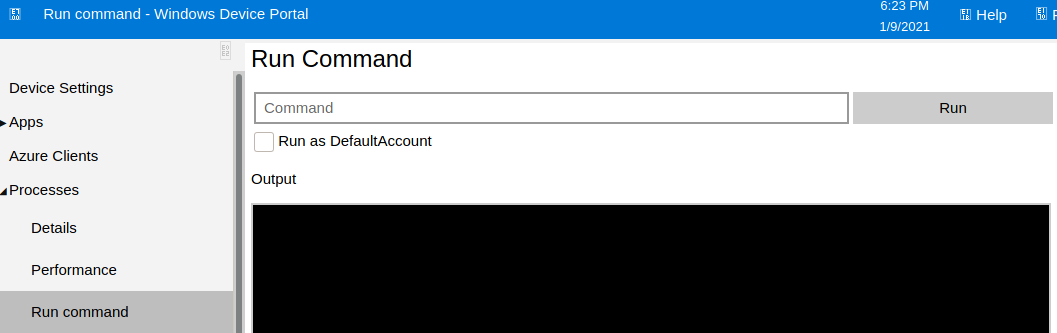 Run command - Windows Device Portal
6:23 PM
1/9/2021
Help
Device Settings
Apps
Azure Clients
Processes
Details
Performance
Run command
Run Command
Command
Run
Run as DefaultAccount
Output